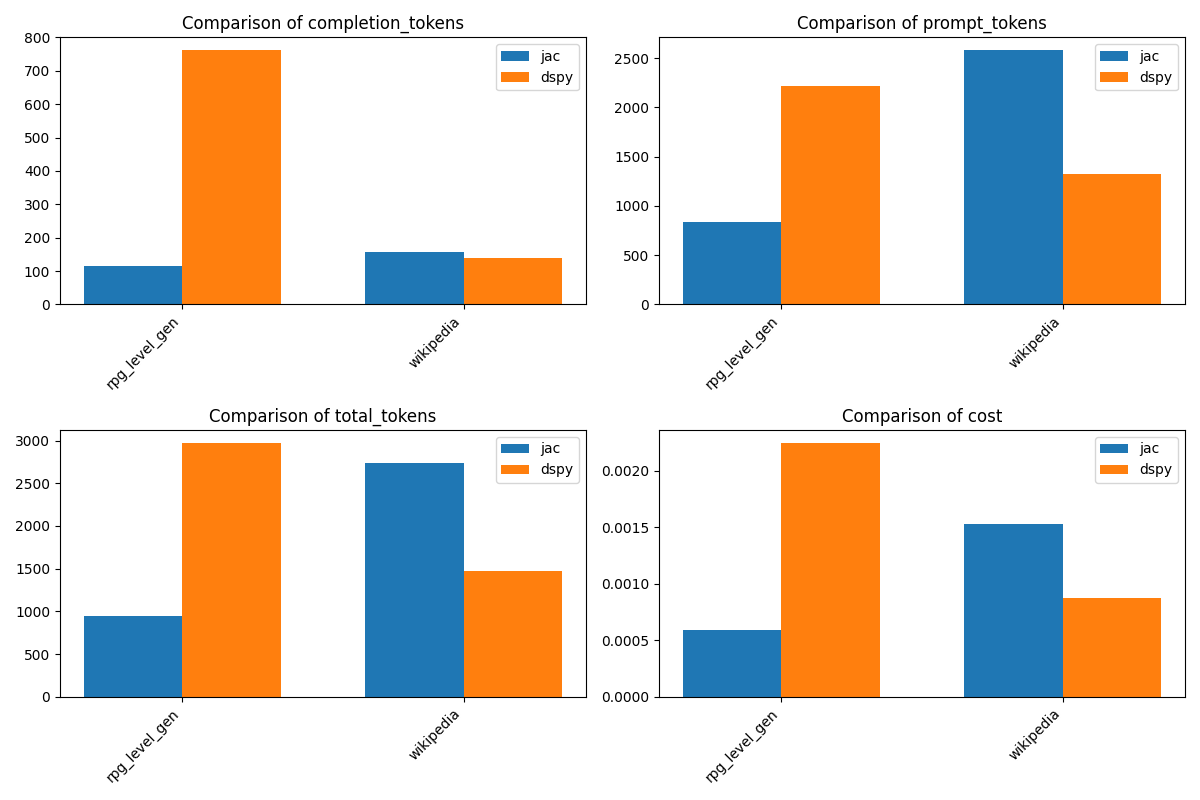 Comparison of completion_tokens
800
700
600
500
400
300
200
100
0
jac
dspy
rpg_level_gen
wikipedia
Comparison of prompt_tokens
2500
2000
1500
1000
500
0
jac
dspy
rpg_level_gen
wikipedia
Comparison of total_tokens
3000
2500
2000
1500
1000
500
0
jac
dspy
rpg_level_gen
wikipedia
Comparison of cost
0.0020
0.0015
0.0010
0.0005
0.0000
jac
dspy
rpg_level_gen
wikipedia